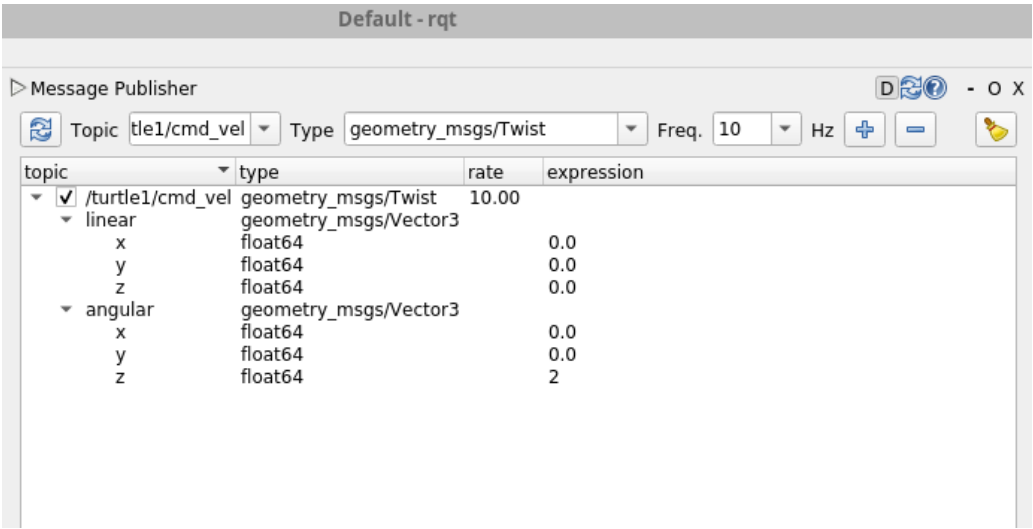 Default - rqt
Message Publisher D - O X
Topic tle1/cmd_vel Type geometry_msgs/Twist Freq. 10 Hz
topic type rate expression
/turtle1/cmd_vel geometry_msgs/Twist 10.00
linear geometry_msgs/Vector3
x float64 0.0
y float64 0.0
z float64 0.0
angular geometry_msgs/Vector3
x float64 0.0
y float64 0.0
z float64 2